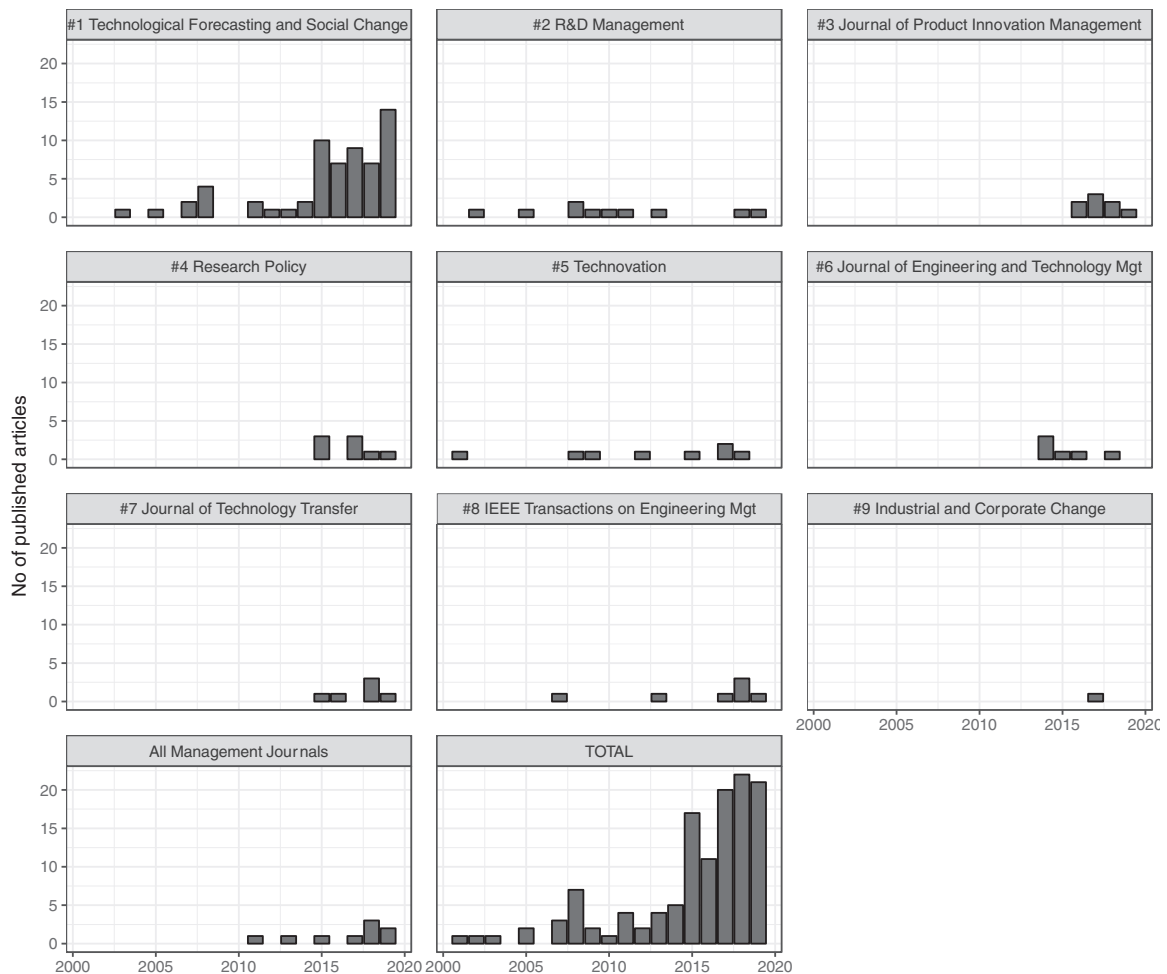 #1 Technological Forecasting and Social Change
#2 R&D Management
#3 Journal of Product Innovation Management
20
15
10
5
0
#4 Research Policy
#5 Technovation
#6 Journal of Engineering and Technology Mgt
20
15
10
5
0
No of published articles
#7 Journal of Technology Transfer
#8 IEEE Transactions on Engineering Mgt
#9 Industrial and Corporate Change
20
15
10
5
0
2000 2005 2010 2015 2020
All Management Journals
TOTAL
20
15
10
5
0
2000 2005 2010 2015 2020
2000 2005 2010 2015 2020